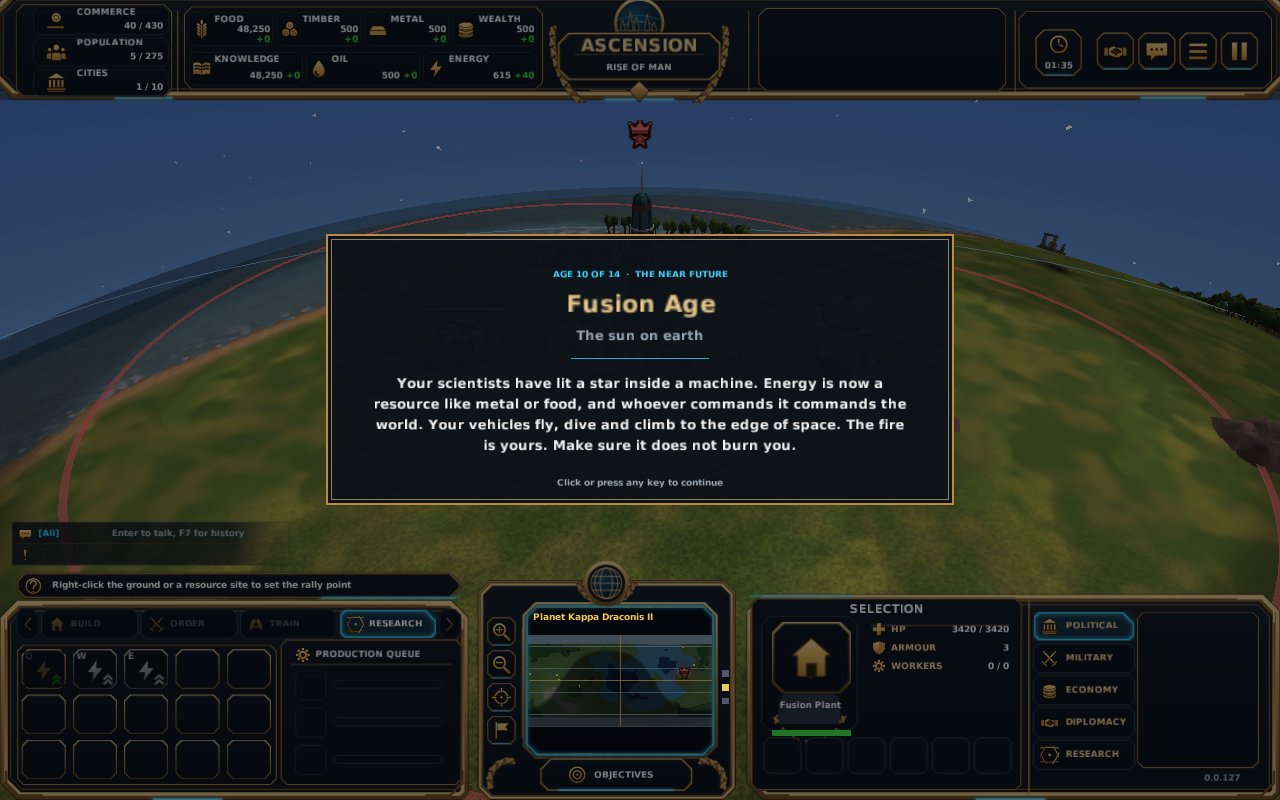 COMMERCE
40 / 430
POPULATION
5 / 275
CITIES
1 / 10
FOOD
48,250
+0
TIMBER
500
+0
METAL
500
+0
WEALTH
500
+0
KNOWLEDGE
48,250 +0
OIL
500 +0
ENERGY
615 +40
ASCENSION
RISE OF MAN
01:35
AGE 10 OF 14 · THE NEAR FUTURE
Fusion Age
The sun on earth
Your scientists have lit a star inside a machine. Energy is now a
resource like metal or food, and whoever commands it commands the
world. Your vehicles fly, dive and climb to the edge of space. The fire
is yours. Make sure it does not burn you.
Click or press any key to continue
[All] Enter to talk, F7 for history
!
Right-click the ground or a resource site to set the rally point
BUILD
ORDER
TRAIN
RESEARCH
Q
W
E
PRODUCTION QUEUE
Planet Kappa Draconis II
OBJECTIVES
SELECTION
Fusion Plant
HP 3420 / 3420
ARMOUR 3
WORKERS 0 / 0
POLITICAL
MILITARY
ECONOMY
DIPLOMACY
RESEARCH
0.0.127